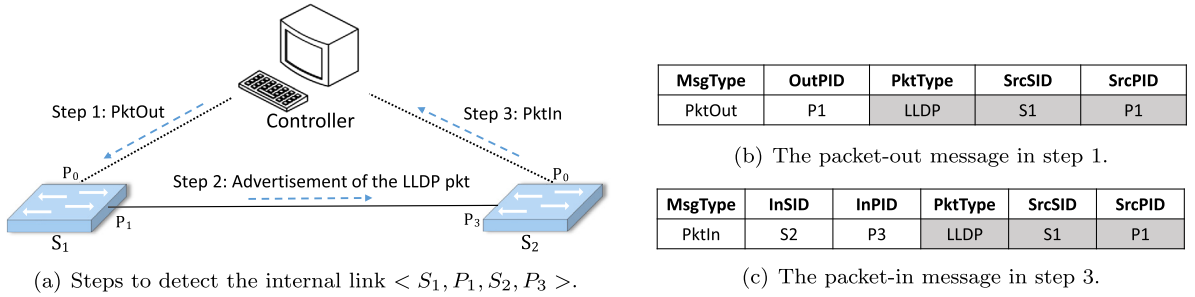 Step 1: PktOut
Controller
Step 3: PktIn
P0
Step 2: Advertisement of the LLDP pkt
P0
P1
P3
S1
S2
(a) Steps to detect the internal link < S1, P1, S2, P3 >.
MsgType OutPID PktType SrcSID SrcPID
PktOut P1 LLDP S1 P1
(b) The packet-out message in step 1.
MsgType InSID InPID PktType SrcSID SrcPID
PktIn S2 P3 LLDP S1 P1
(c) The packet-in message in step 3.